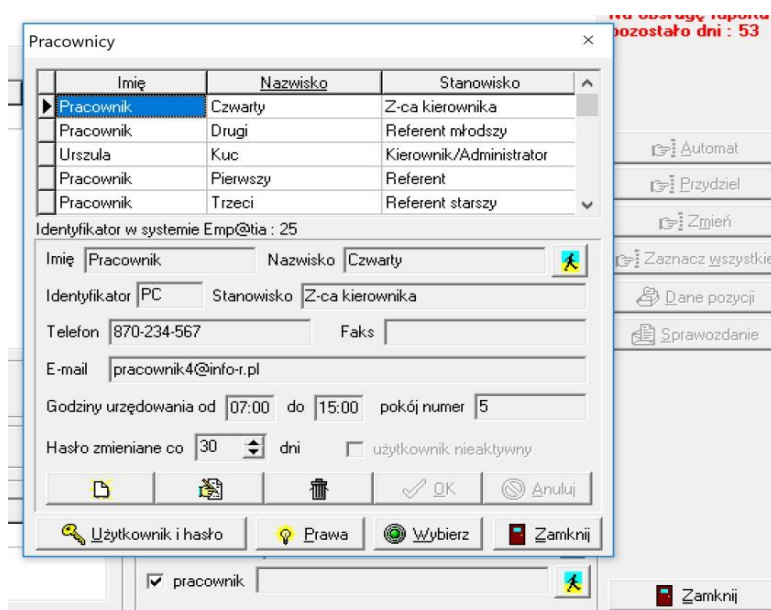 pozostało dni : 53
Pracownicy
Imię Nazwisko Stanowisko
Pracownik Czwarty Z-ca kierownika
Pracownik Drugi Referent młodszy
Urszula Kuc Kierownik/Administrator
Pracownik Pierwszy Referent
Pracownik Trzeci Referent starszy
Identyfikator w systemie Emp@tia : 25
Imię Pracownik Nazwisko Czwarty
Identyfikator PC Stanowisko Z-ca kierownika
Telefon 870-234-567 Faks
E-mail pracownik4@info-r.pl
Godziny urzędowania od 07:00 do 15:00 pokój numer 5
Hasło zmieniane co 30 dni użytkownik nieaktywny
OK Anuluj
Użytkownik i hasło Prawa Wybierz Zamknij
Automat
Przydziel
Zmień
Zaznacz wszystkie
Dane pozycji
Sprawozdanie
pracownik
Zamknij